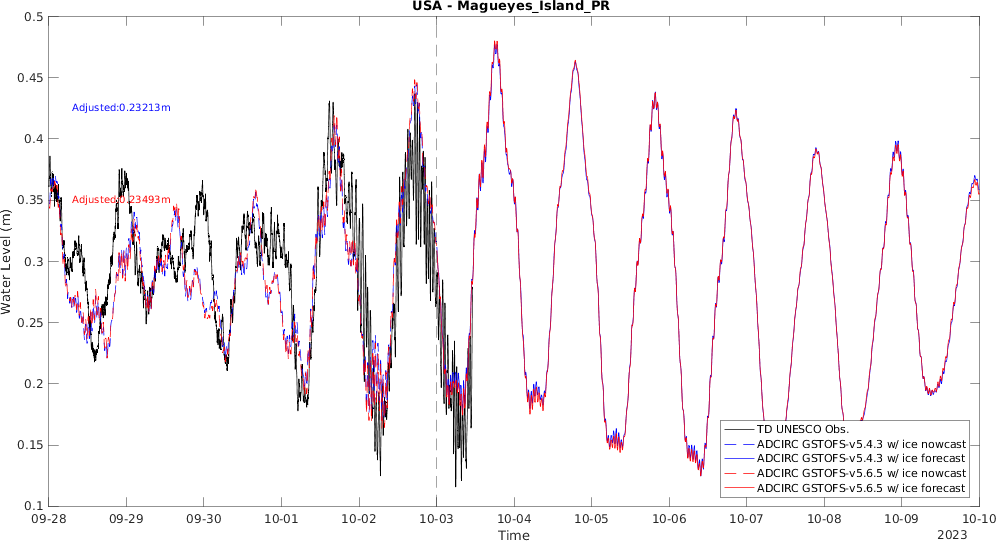 USA - Magueyes_Island_PR
0.5
0.45
0.4
0.35
0.3
0.25
0.2
0.15
0.1
Water Level (m)
Adjusted:0.23213m
Adjusted:0.23493m
TD UNESCO Obs.
ADCIRC GSTOFS-v5.4.3 w/ ice nowcast
ADCIRC GSTOFS-v5.4.3 w/ ice forecast
ADCIRC GSTOFS-v5.6.5 w/ ice nowcast
ADCIRC GSTOFS-v5.6.5 w/ ice forecast
09-28 09-29 09-30 10-01 10-02 10-03 10-04 10-05 10-06 10-07 10-08 10-09 10-10
Time
2023